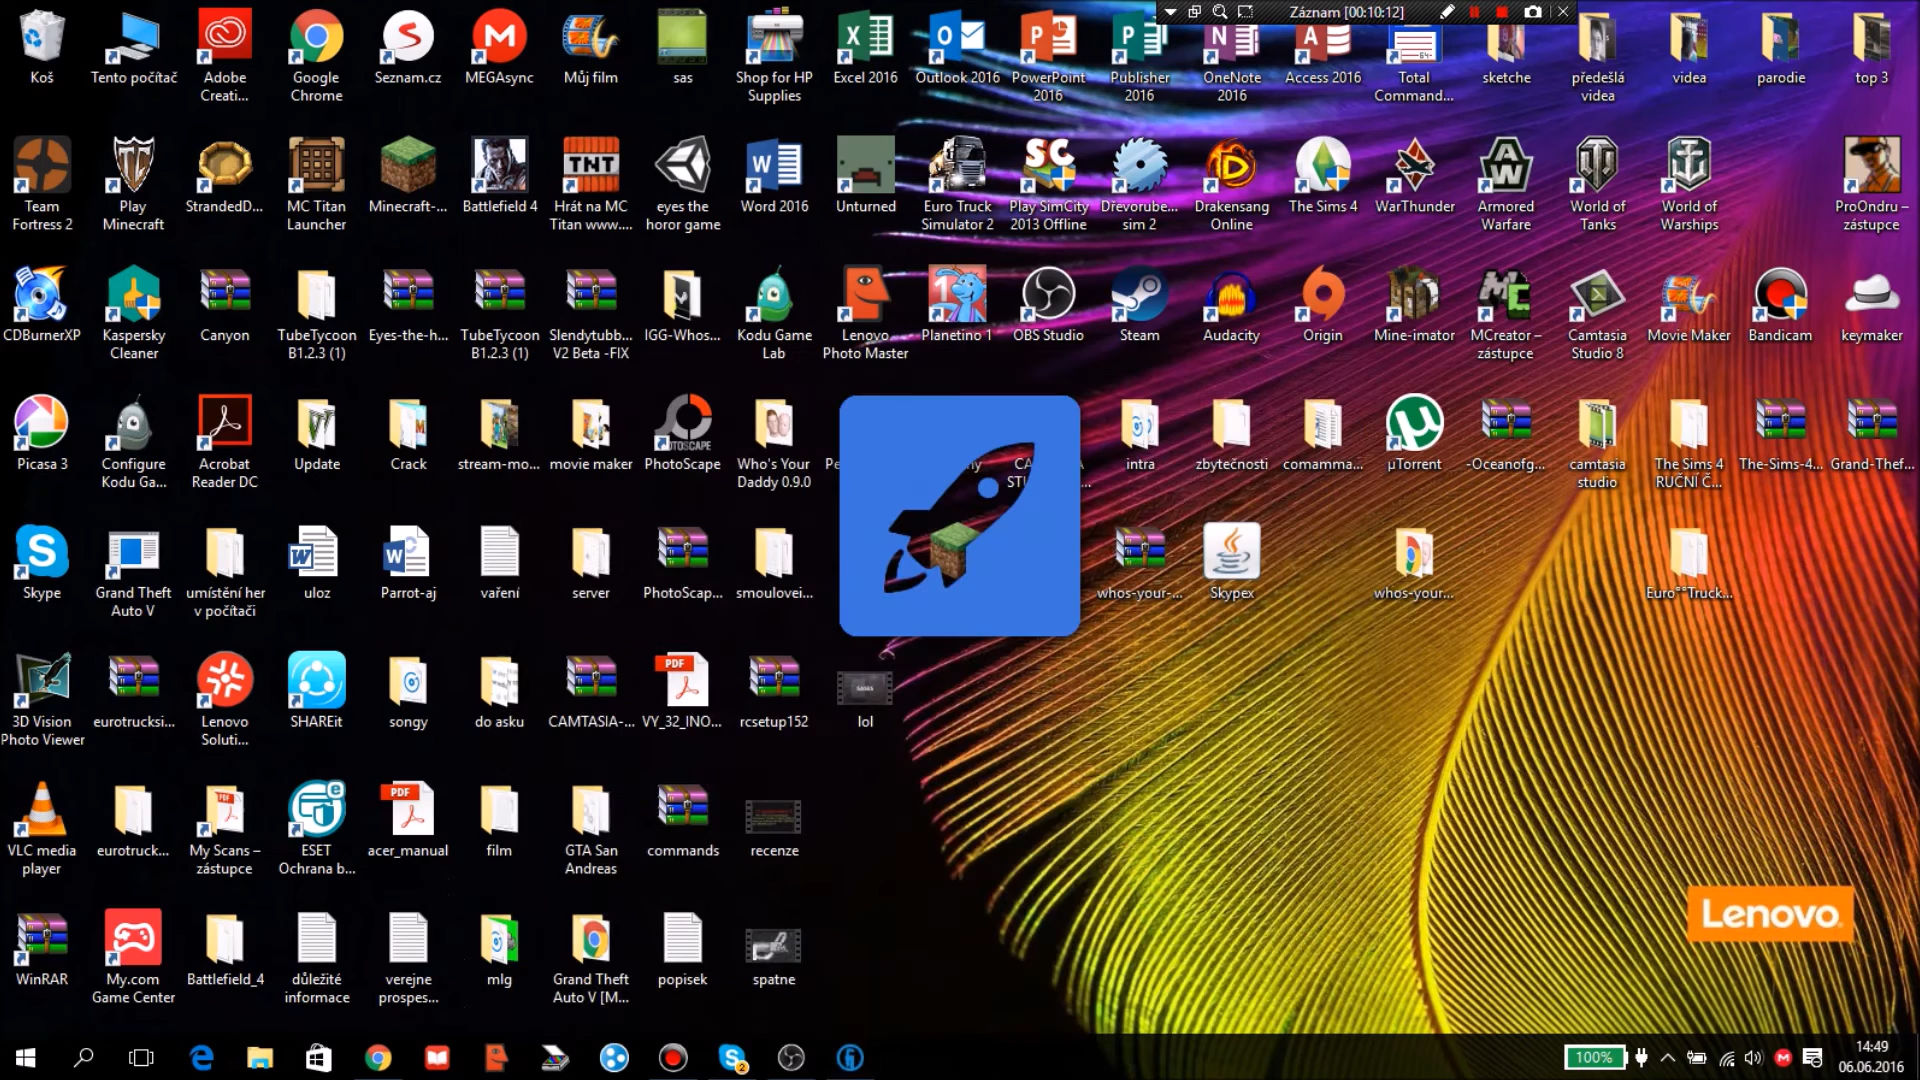 Záznam [00:10:12]
Koš
Tento počítač
Adobe
Creati...
Google
Chrome
Seznam.cz
MEGAsync
Můj film
sas
Shop for HP
Supplies
Excel 2016
Outlook 2016
PowerPoint
2016
Publisher
2016
OneNote
2016
Access 2016
Total
Command...
sketche
předešlá
videa
videa
parodie
top 3
Team
Fortress 2
Play
Minecraft
StrandedD...
MC Titan
Launcher
Minecraft-...
Battlefield 4
TNT
Hrát na MC
Titan www....
eyes the
horor game
Word 2016
Unturned
Euro Truck
Simulator 2
SC
Play SimCity
2013 Offline
Dřevorube...
sim 2
Drakensang
Online
The Sims 4
WarThunder
AW
Armored
Warfare
World of
Tanks
World of
Warships
ProOndru –
zástupce
CDBurnerXP
Kaspersky
Cleaner
Canyon
TubeTycoon
B1.2.3 (1)
Eyes-the-h...
TubeTycoon
B1.2.3 (1)
Slendytubb...
V2 Beta -FIX
IGG-Whos...
Kodu Game
Lab
Lenovo
Photo Master
Planetino 1
OBS Studio
Steam
Audacity
Origin
Mine-imator
MCreator –
zástupce
Camtasia
Studio 8
Movie Maker
Bandicam
keymaker
Picasa 3
Configure
Kodu Ga...
Acrobat
Reader DC
Update
Crack
stream-mo...
movie maker
PhotoScape
Who's Your
Daddy 0.9.0
intra
zbytečnosti
comamma...
µTorrent
-Oceanofg...
camtasia
studio
The Sims 4
RUČNÍ Č...
The-Sims-4...
Grand-Thef...
Skype
Grand Theft
Auto V
umístění her
v počítači
uloz
Parrot-aj
vaření
server
PhotoScap...
smoulovei...
whos-your-...
Skypex
whos-your...
Euro°°Truck...
3D Vision
Photo Viewer
eurotrucksi...
Lenovo
Soluti...
SHAREit
songy
do asku
CAMTASIA-...
PDF
VY_32_INO...
rcsetup152
lol
VLC media
player
eurotruck...
PDF
My Scans –
zástupce
ESET
Ochrana b...
PDF
acer_manual
film
GTA San
Andreas
commands
recenze
Lenovo
WinRAR
My.com
Game Center
Battlefield_4
důležité
informace
verejne
prospes...
mlg
Grand Theft
Auto V [M...
popisek
spatne
100%
14:49
06.06.2016